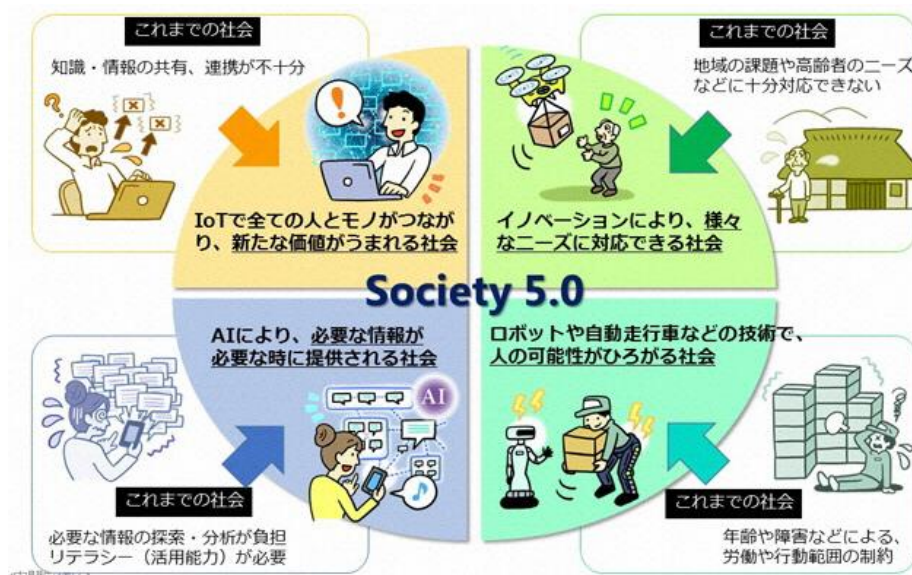 これまでの社会
知識・情報の共有、連携が不十分
IoTで全ての人とモノがつなが
り、新たな価値がうまれる社会
これまでの社会
地域の課題や高齢者のニーズ
などに十分対応できない
イノベーションにより、様々
なニーズに対応できる社会
Society 5.0
AIにより、必要な情報が
必要な時に提供される社会
AI
これまでの社会
必要な情報の探索・分析が負担
リテラシー（活用能力）が必要
ロボットや自動走行車などの技術で、
人の可能性がひろがる社会
これまでの社会
年齢や障害などによる、
労働や行動範囲の制約